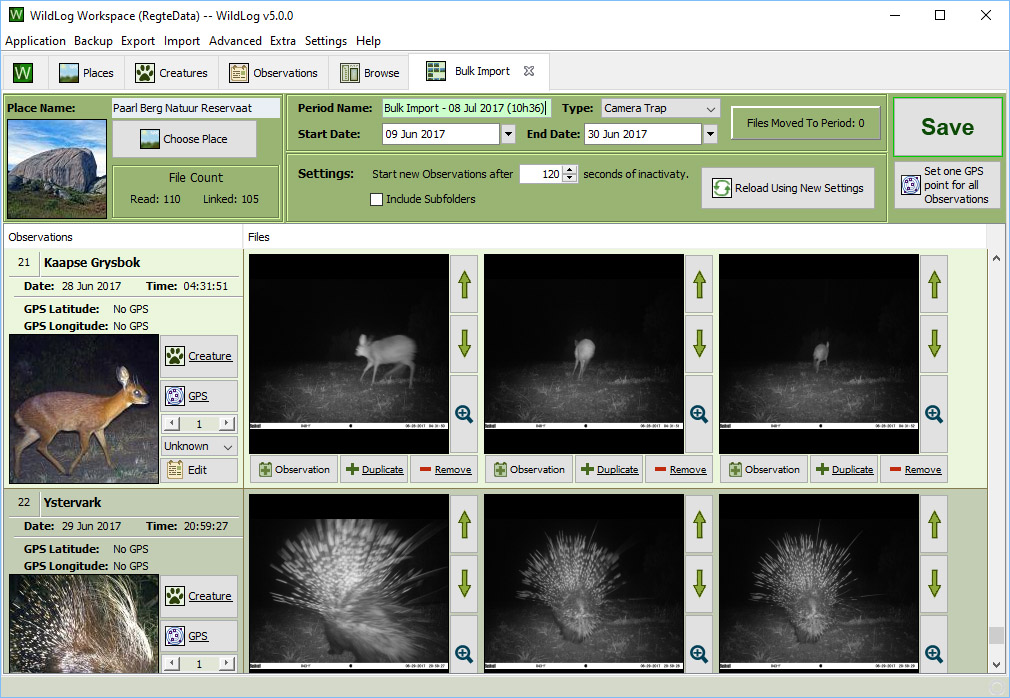 WildLog Workspace (RegteData) -- WildLog v5.0.0
Application Backup Export Import Advanced Extra Settings Help
W Places Creatures Observations Browse Bulk Import
Place Name: Paarl Berg Natuur Reservaat
Choose Place
File Count
Read: 110 Linked: 105
Period Name: Bulk Import - 08 Jul 2017 (10h36) Type: Camera Trap
Start Date: 09 Jun 2017 End Date: 30 Jun 2017
Files Moved To Period: 0
Settings: Start new Observations after 120 seconds of inactivaty.
Include Subfolders
Reload Using New Settings
Save
Set one GPS
point for all
Observations
Observations Files
21 Kaapse Grysbok
Date: 28 Jun 2017 Time: 04:31:51
GPS Latitude: No GPS
GPS Longitude: No GPS
Creature
GPS
1
Unknown
Edit
Observation Duplicate Remove
Observation Duplicate Remove
Observation Duplicate Remove
22 Ystervark
Date: 29 Jun 2017 Time: 20:59:27
GPS Latitude: No GPS
GPS Longitude: No GPS
Creature
GPS
1